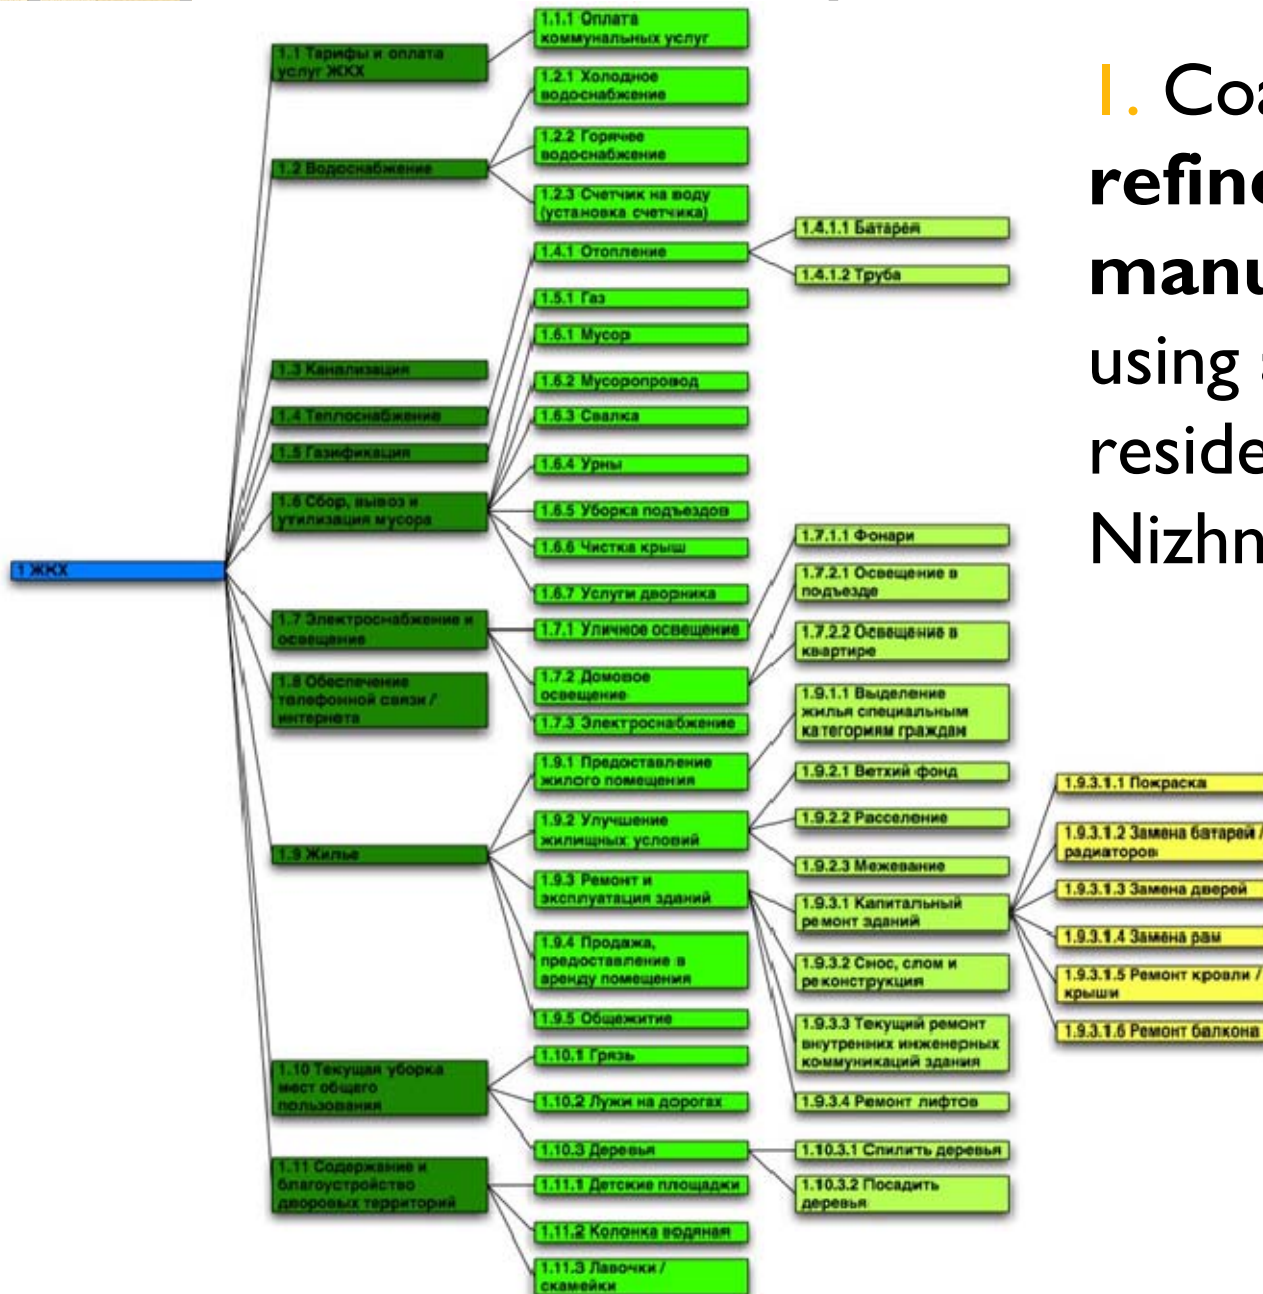 1 ЖКХ
1.1 Тарифы и оплата
услуг ЖКХ
1.2 Водоснабжение
1.3 Канализация
1.4 Теплоснабжение
1.5 Газификация
1.6 Сбор, вывоз и
утилизация мусора
1.7 Электроснабжение и
освещение
1.8 Обеспечение
телефонной связи /
интернета
1.9 Жилье
1.10 Текущая уборка
мест общего
пользования
1.11 Содержание и
благоустройство
дворовых территорий
1.1.1 Оплата
коммунальных услуг
1.2.1 Холодное
водоснабжение
1.2.2 Горячее
водоснабжение
1.2.3 Счетчик на воду
(установка счетчика)
1.4.1 Отопление
1.5.1 Газ
1.6.1 Мусор
1.6.2 Мусоропровод
1.6.3 Свалка
1.6.4 Урны
1.6.5 Уборка подъездов
1.6.6 Чистка крыш
1.6.7 Услуги дворника
1.7.1 Уличное освещение
1.7.2 Домовое
освещение
1.7.3 Электроснабжение
1.9.1 Предоставление
жилого помещения
1.9.2 Улучшение
жилищных условий
1.9.3 Ремонт и
эксплуатация зданий
1.9.4 Продажа,
предоставление в
аренду помещения
1.9.5 Общежитие
1.10.1 Грязь
1.10.2 Лужи на дорогах
1.10.3 Деревья
1.11.1 Детские площадки
1.11.2 Колонка водяная
1.11.3 Лавочки /
скамейки
1.4.1.1 Батарея
1.4.1.2 Труба
1.7.1.1 Фонари
1.7.2.1 Освещение в
подъезде
1.7.2.2 Освещение в
квартире
1.9.1.1 Выделение
жилья специальным
категориям граждан
1.9.2.1 Ветхий фонд
1.9.2.2 Расселение
1.9.2.3 Межевание
1.9.3.1 Капитальный
ремонт зданий
1.9.3.2 Снос, слом и
реконструкция
1.9.3.3 Текущий ремонт
внутренних инженерных
коммуникаций здания
1.9.3.4 Ремонт лифтов
1.10.3.1 Спилить деревья
1.10.3.2 Посадить
деревья
1.9.3.1.1 Покраска
1.9.3.1.2 Замена батарей /
радиаторов
1.9.3.1.3 Замена дверей
1.9.3.1.4 Замена рам
1.9.3.1.5 Ремонт кровли /
крыши
1.9.3.1.6 Ремонт балкона
1. Coa
refine
manu
using
reside
Nizhn